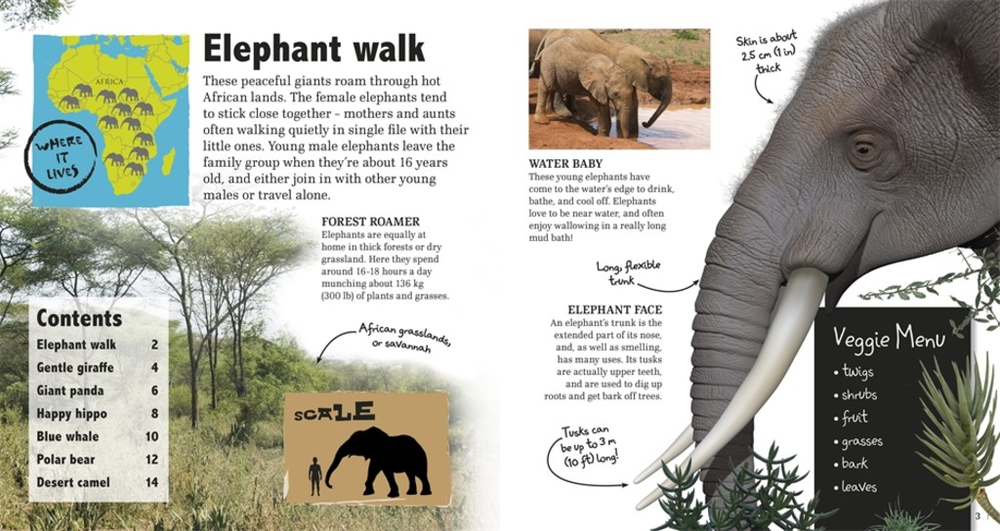 Elephant walk
These peaceful giants roam through hot
African lands. The female elephants tend
to stick close together – mothers and aunts
often walking quietly in single file with their
little ones. Young male elephants leave the
family group when they're about 16 years
old, and either join in with other young
males or travel alone.
AFRICA
WHERE
IT
LIVES
FOREST ROAMER
Elephants are equally at
home in thick forests or dry
grassland. Here they spend
around 16–18 hours a day
munching about 136 kg
(300 lb) of plants and grasses.
African grasslands,
or savannah
Contents
Elephant walk 2
Gentle giraffe 4
Giant panda 6
Happy hippo 8
Blue whale 10
Polar bear 12
Desert camel 14
SCALE
WATER BABY
These young elephants have
come to the water's edge to drink,
bathe, and cool off. Elephants
love to be near water, and often
enjoy wallowing in a really long
mud bath!
Skin is about
2.5 cm (1 in)
thick
Long, flexible
trunk
ELEPHANT FACE
An elephant's trunk is the
extended part of its nose,
and, as well as smelling,
has many uses. Its tusks
are actually upper teeth,
and are used to dig up
roots and get bark off trees.
Tusks can
be up to 3 m
(10 ft) long!
Veggie Menu
• twigs
• shrubs
• fruit
• grasses
• bark
• leaves
3